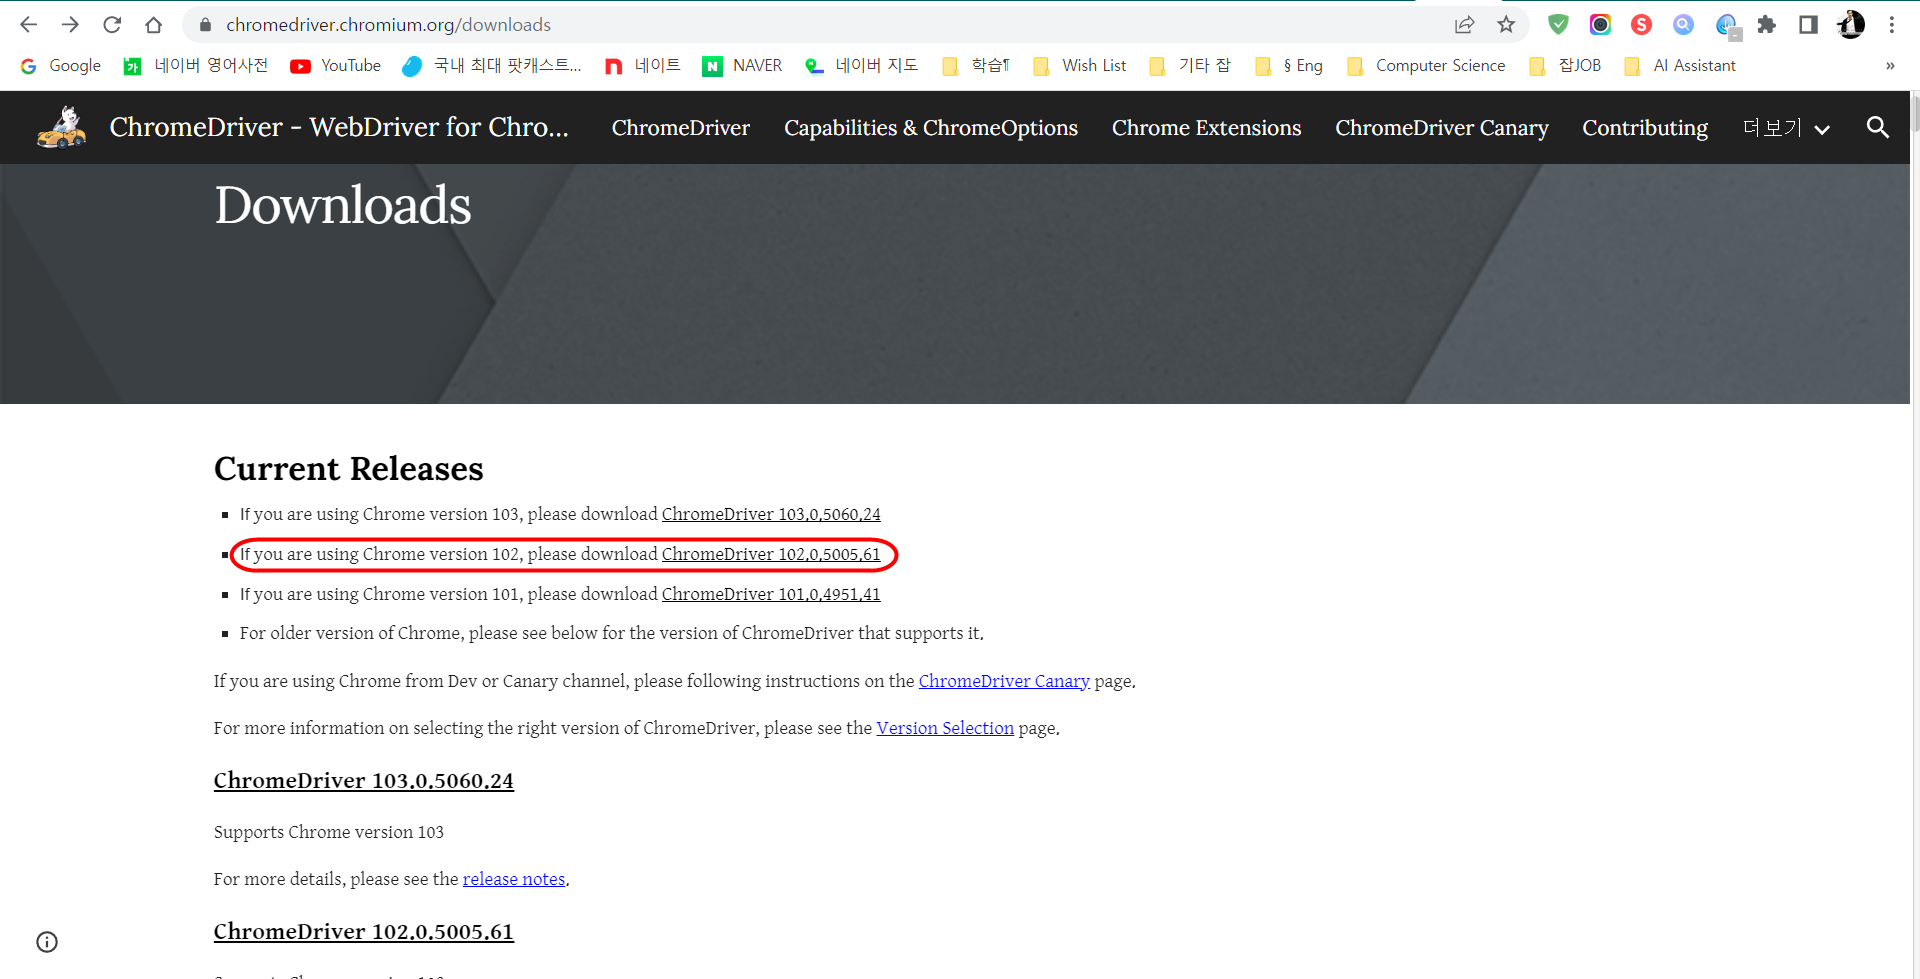 chromedriver.chromium.org/downloads
Google 네이버 영어사전 YouTube 국내 최대 팟캐스트... 네이트 NAVER 네이버 지도 학습¶ Wish List 기타 잡 § Eng Computer Science 잡JOB AI Assistant »
ChromeDriver - WebDriver for Chro... ChromeDriver Capabilities & ChromeOptions Chrome Extensions ChromeDriver Canary Contributing 더보기
Downloads
Current Releases
If you are using Chrome version 103, please download ChromeDriver 103.0.5060.24
If you are using Chrome version 102, please download ChromeDriver 102.0.5005.61
If you are using Chrome version 101, please download ChromeDriver 101.0.4951.41
For older version of Chrome, please see below for the version of ChromeDriver that supports it.
If you are using Chrome from Dev or Canary channel, please following instructions on the ChromeDriver Canary page.
For more information on selecting the right version of ChromeDriver, please see the Version Selection page.
ChromeDriver 103.0.5060.24
Supports Chrome version 103
For more details, please see the release notes.
ChromeDriver 102.0.5005.61